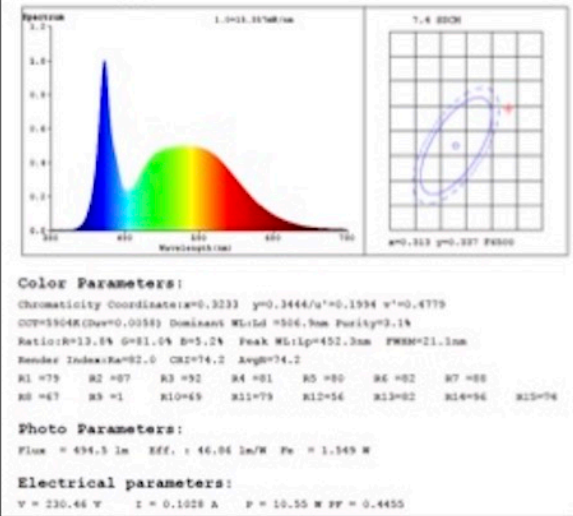 Spectrum
7.4 SDCM
1.2
1.0
0.8
0.6
0.4
0.2
0.0
Wavelength(nm)
x=0.313 y=0.337 F6500
Color Parameters:
Chromaticity Coordinate:x=0.3233 y=0.3444/u'=0.1994 v'=0.4779
CCT=5904K(Duv=0.0058) Dominant WL:Ld =506.9nm Purity=3.1%
Ratio:R=13.8% G=81.0% B=5.2% Peak WL:Lp=452.3nm FWHM=21.1nm
Render Index:Ra=82.0 CRI=74.2 AvgR=74.2
R1 =79 R2 =87 R3 =92 R4 =81 R5 =80 R6 =82 R7 =88
R8 =67 R9 =1 R10=69 R11=79 R12=56 R13=82 R14=96 R15=74
Photo Parameters:
Flux = 494.5 lm Eff. : 46.86 lm/W Fe = 1.549 W
Electrical parameters:
V = 230.46 V I = 0.1028 A P = 10.55 W PF = 0.4455